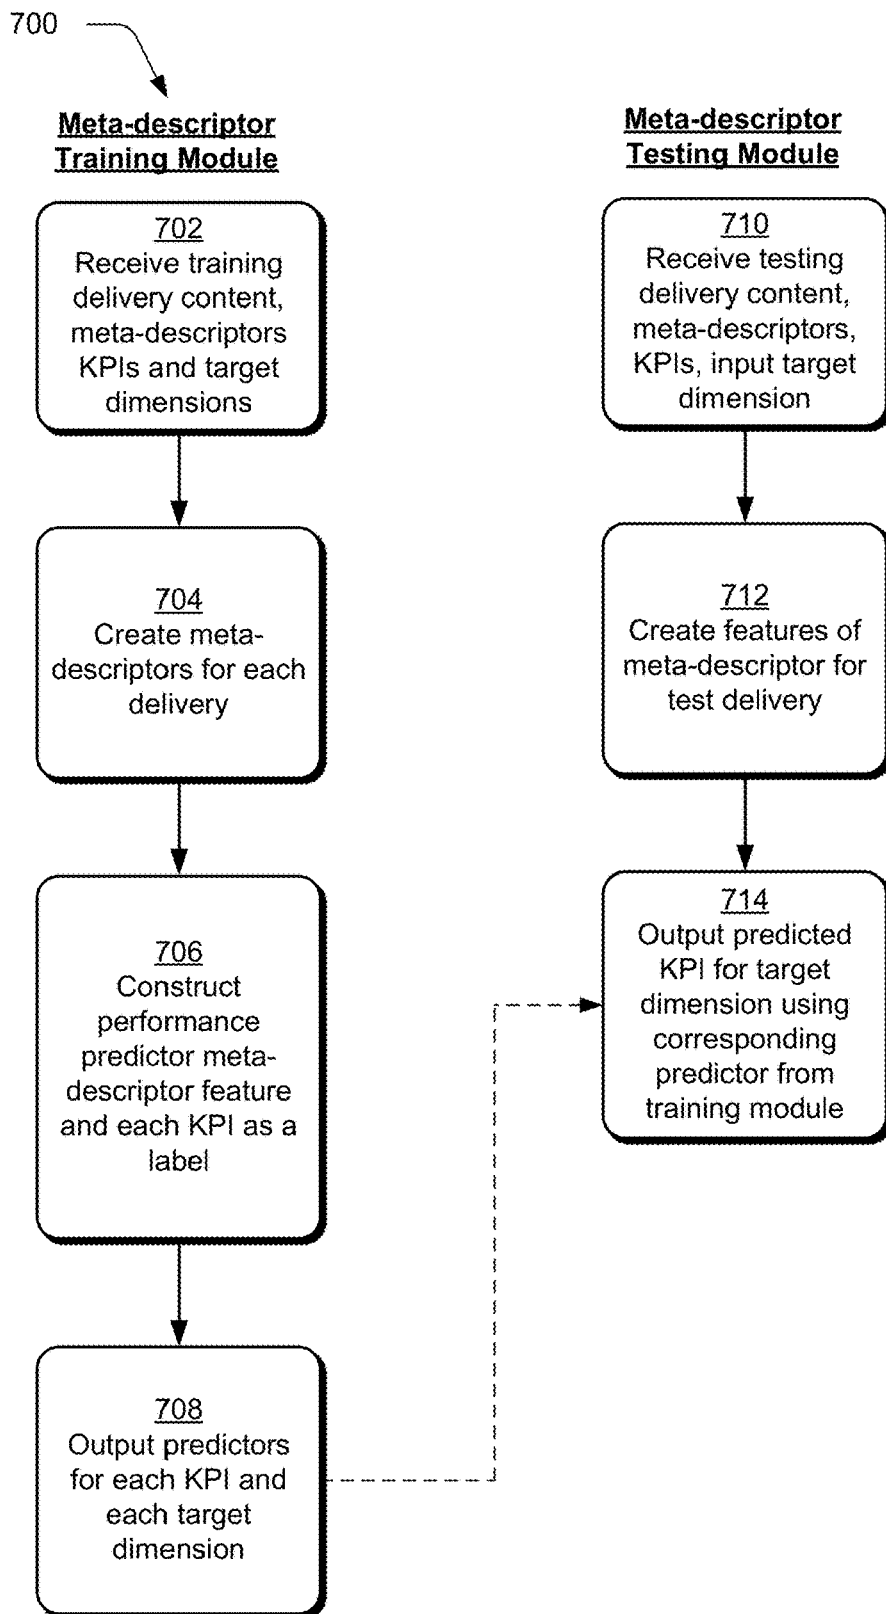 700
Meta-descriptor
Training Module
702
Receive training
delivery content,
meta-descriptors
KPIs and target
dimensions
704
Create meta-
descriptors for each
delivery
706
Construct
performance
predictor meta-
descriptor feature
and each KPI as a
label
708
Output predictors
for each KPI and
each target
dimension
Meta-descriptor
Testing Module
710
Receive testing
delivery content,
meta-descriptors,
KPIs, input target
dimension
712
Create features of
meta-descriptor for
test delivery
714
Output predicted
KPI for target
dimension using
corresponding
predictor from
training module